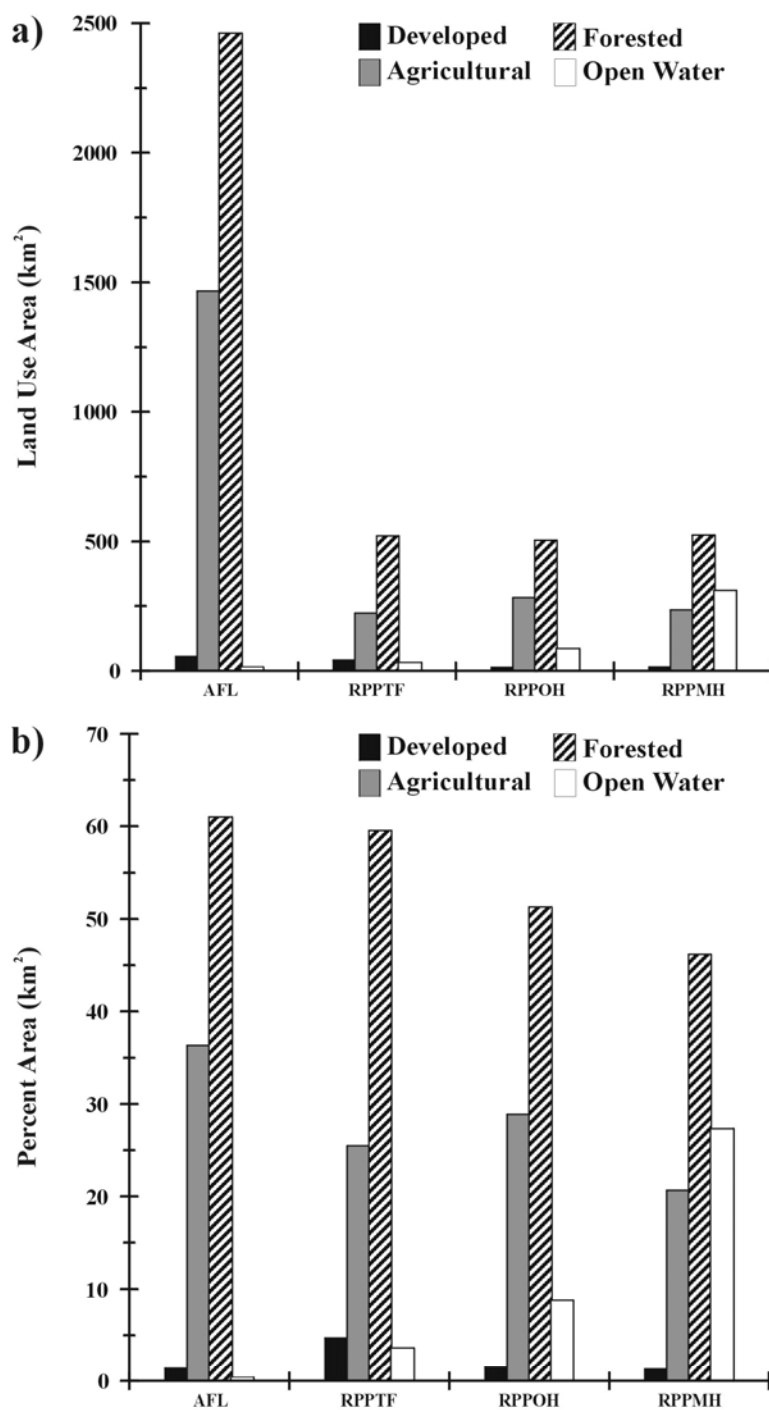 a)
Developed
Forested
Agricultural
Open Water
Land Use Area (km²)
2500
2000
1500
1000
500
0
AFL
RPPTF
RPPOH
RPPMH
b)
Developed
Forested
Agricultural
Open Water
Percent Area (km²)
70
60
50
40
30
20
10
0
AFL
RPPTF
RPPOH
RPPMH